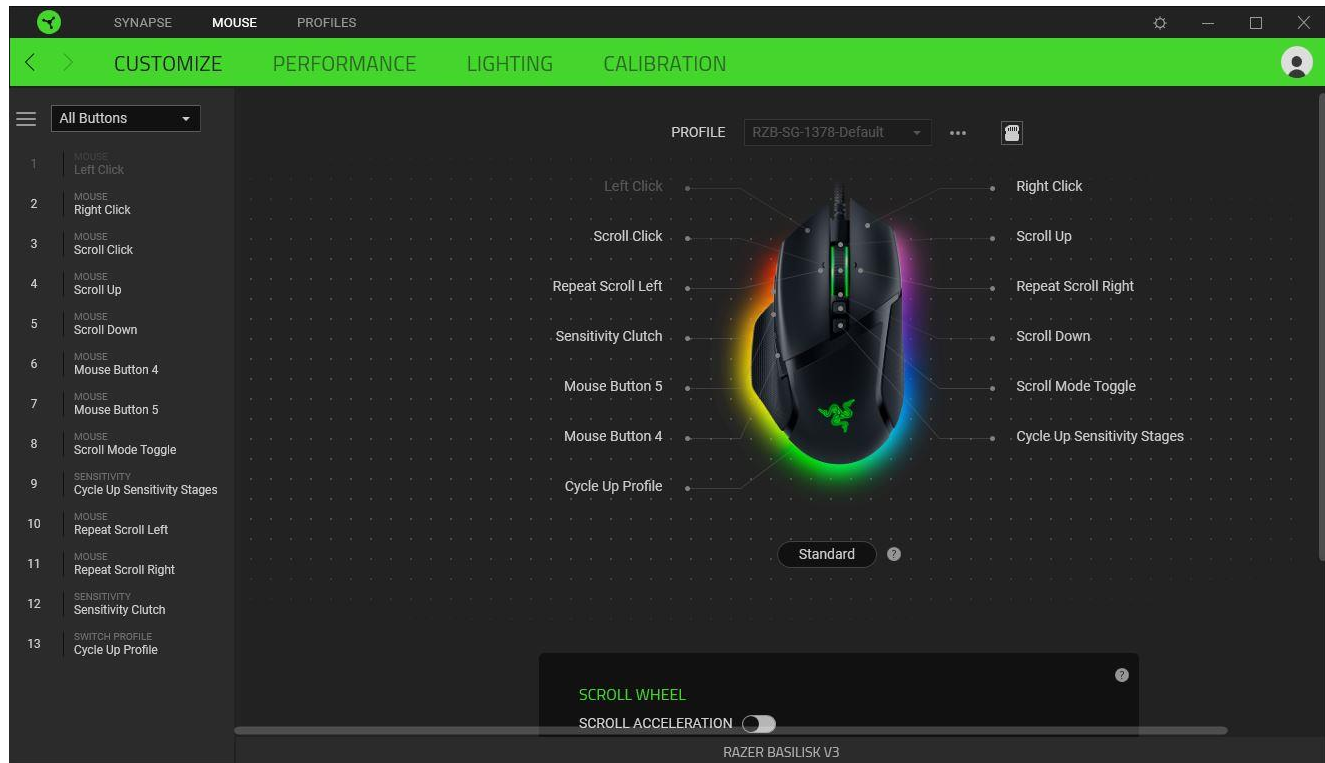 SYNAPSE MOUSE PROFILES
CUSTOMIZE PERFORMANCE LIGHTING CALIBRATION
All Buttons
1 MOUSE
Left Click
2 MOUSE
Right Click
3 MOUSE
Scroll Click
4 MOUSE
Scroll Up
5 MOUSE
Scroll Down
6 MOUSE
Mouse Button 4
7 MOUSE
Mouse Button 5
8 MOUSE
Scroll Mode Toggle
9 SENSITIVITY
Cycle Up Sensitivity Stages
10 MOUSE
Repeat Scroll Left
11 MOUSE
Repeat Scroll Right
12 SENSITIVITY
Sensitivity Clutch
13 SWITCH PROFILE
Cycle Up Profile
PROFILE RZB-SG-1378-Default
Left Click Right Click
Scroll Click Scroll Up
Repeat Scroll Left Repeat Scroll Right
Sensitivity Clutch Scroll Down
Mouse Button 5 Scroll Mode Toggle
Mouse Button 4 Cycle Up Sensitivity Stages
Cycle Up Profile
Standard ?
?
SCROLL WHEEL
SCROLL ACCELERATION
RAZER BASILISK V3